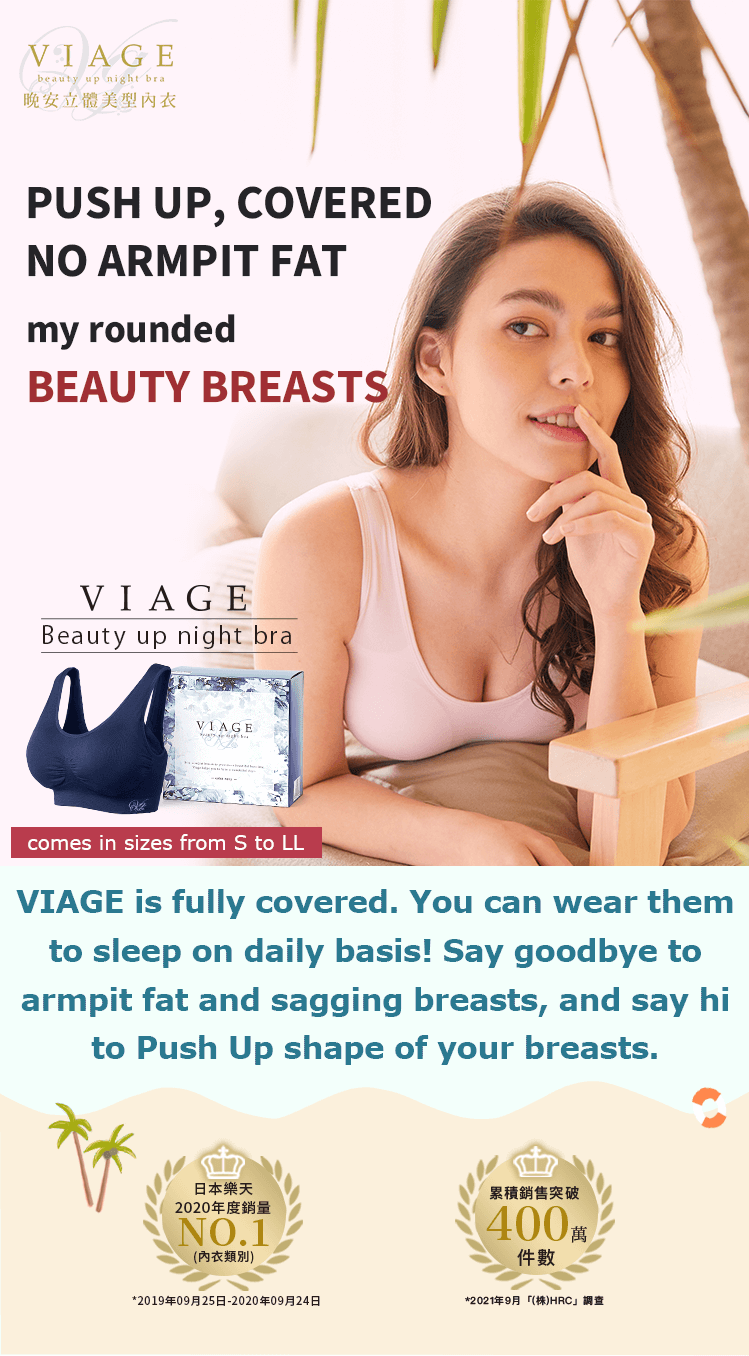 VIAGE
beauty up night bra
晚安立體美型內衣
PUSH UP, COVERED
NO ARMPIT FAT
my rounded
BEAUTY BREASTS
VIAGE
Beauty up night bra
VIAGE
beauty up night bra
comes in sizes from S to LL
VIAGE is fully covered. You can wear them
to sleep on daily basis! Say goodbye to
armpit fat and sagging breasts, and say hi
to Push Up shape of your breasts.
日本樂天
2020年度銷量
NO.1
(內衣類別)
*2019年09月25日-2020年09月24日
累積銷售突破
400萬
件數
*2021年9月「(株)HRC」調查